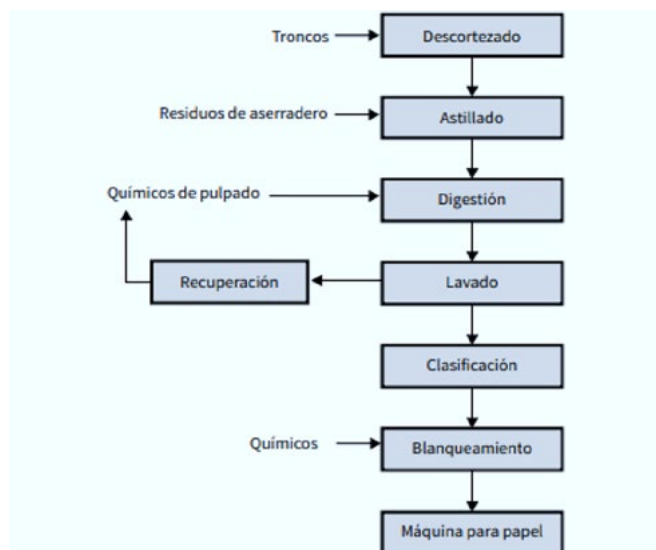 Troncos
Descortezado
Residuos de aserradero
Astillado
Químicos de pulpado
Digestión
Recuperación
Lavado
Clasificación
Químicos
Blanqueamiento
Máquina para papel